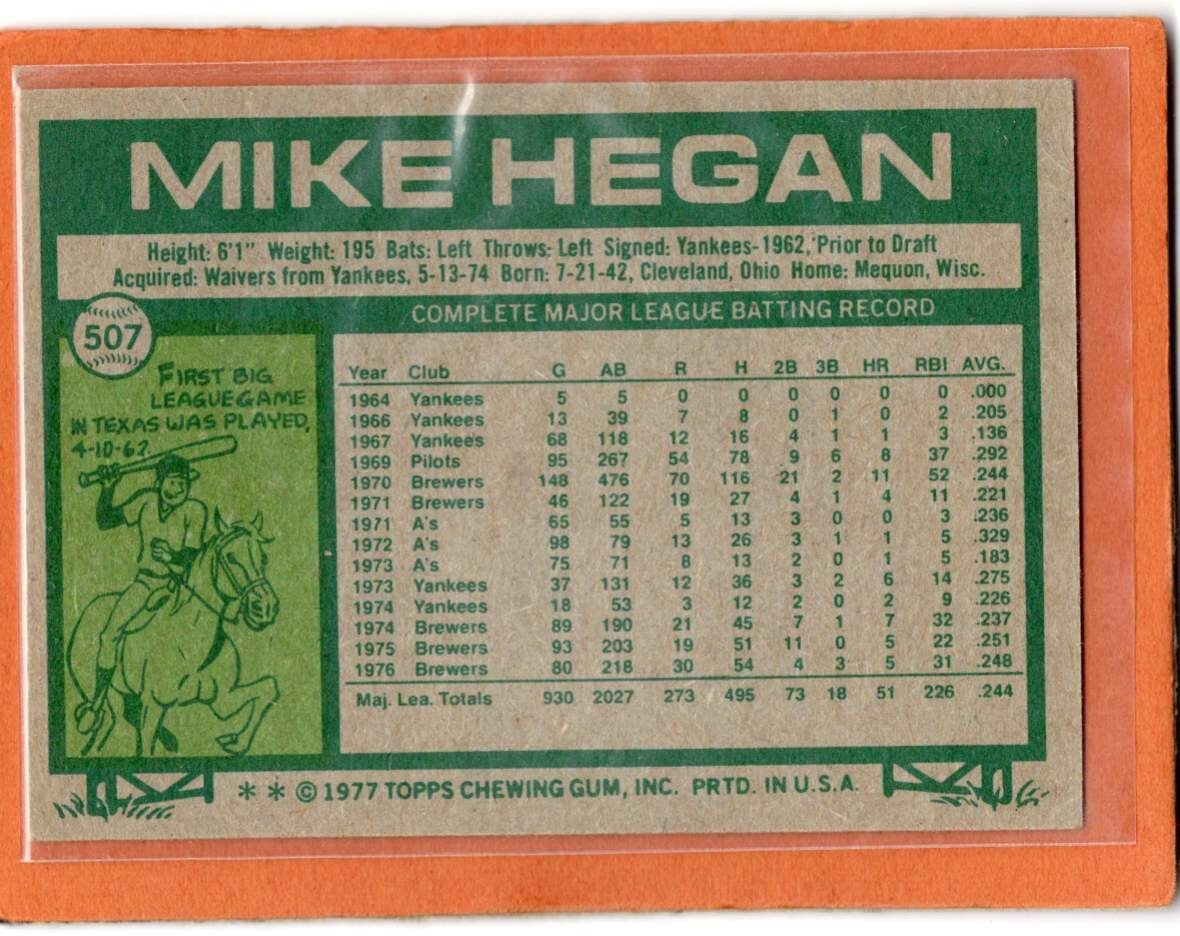 MIKE HEGAN
Height: 6'1" Weight: 195 Bats: Left Throws: Left Signed: Yankees-1962, Prior to Draft
Acquired: Waivers from Yankees, 5-13-74 Born: 7-21-42, Cleveland, Ohio Home: Mequon, Wisc.
507
COMPLETE MAJOR LEAGUE BATTING RECORD
FIRST BIG
LEAGUE GAME
IN TEXAS WAS PLAYED,
4-10-62.
Year Club G AB R H 2B 3B HR RBI AVG.
1964 Yankees 5 5 0 0 0 0 0 0 .000
1966 Yankees 13 39 7 8 0 1 0 2 .205
1967 Yankees 68 118 12 16 4 1 1 3 .136
1969 Pilots 95 267 54 78 9 6 8 37 .292
1970 Brewers 148 476 70 116 21 2 11 52 .244
1971 Brewers 46 122 19 27 4 1 4 11 .221
1971 A's 65 55 5 13 3 0 0 3 .236
1972 A's 98 79 13 26 3 1 1 5 .329
1973 A's 75 71 8 13 2 0 1 5 .183
1973 Yankees 37 131 12 36 3 2 6 14 .275
1974 Yankees 18 53 3 12 2 0 2 9 .226
1974 Brewers 89 190 21 45 7 1 7 32 .237
1975 Brewers 93 203 19 51 11 0 5 22 .251
1976 Brewers 80 218 30 54 4 3 5 31 .248
Maj. Lea. Totals 930 2027 273 495 73 18 51 226 .244
* * © 1977 TOPPS CHEWING GUM, INC. PRTD. IN U.S.A.